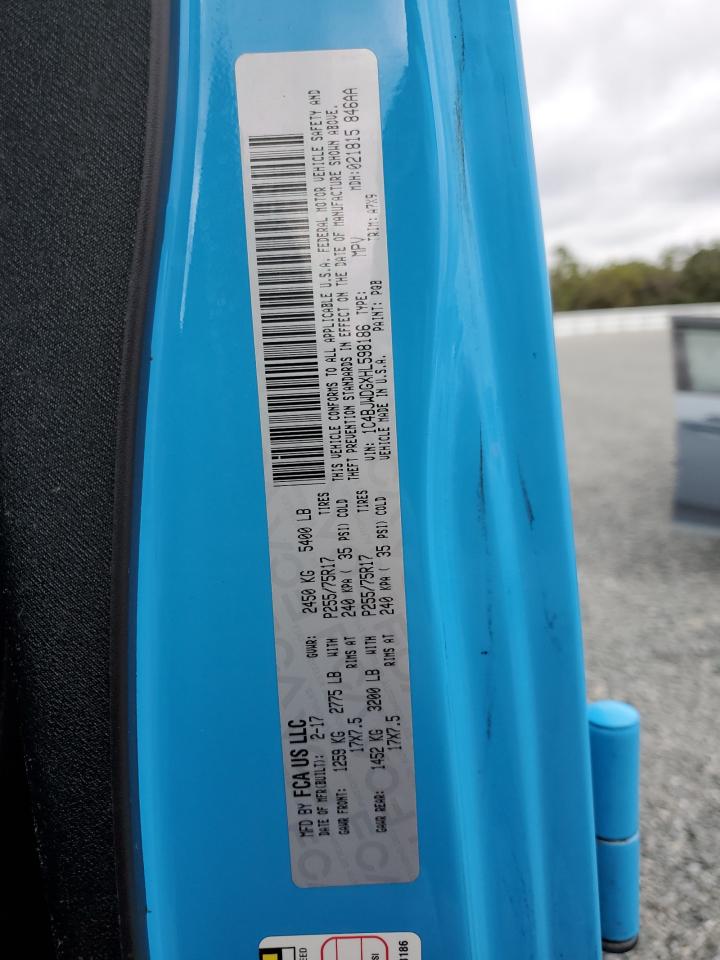 MFD BY FCA US LLC
DATE OF MFR(BUILT): 2-17 GVWR: 2450 KG 5400 LB
GAWR FRONT: 1259 KG 2775 LB WITH P255/75R17 TIRES
17X7.5 RIMS AT 240 KPA ( 35 PSI) COLD
GAWR REAR: 1452 KG 3200 LB WITH P255/75R17 TIRES
17X7.5 RIMS AT 240 KPA ( 35 PSI) COLD
THIS VEHICLE CONFORMS TO ALL APPLICABLE U.S.A. FEDERAL MOTOR VEHICLE SAFETY AND
THEFT PREVENTION STANDARDS IN EFFECT ON THE DATE OF MANUFACTURE SHOWN ABOVE.
VIN: 1C4BJWDGXHL598186 TYPE: MPV MDH:021815 846AA
VEHICLE MADE IN U.S.A. PAINT: PQB TRIM:A7X9